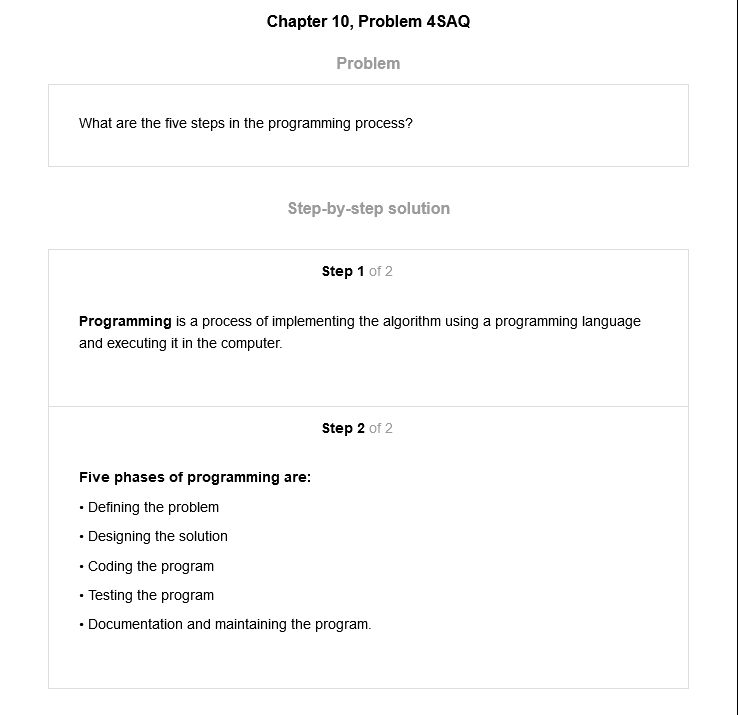 Chapter 10, Problem 4SAQ
Problem
What are the five steps in the programming process?
Step-by-step solution
Step 1 of 2
Programming is a process of implementing the algorithm using a programming language
and executing it in the computer.
Step 2 of 2
Five phases of programming are:
• Defining the problem
• Designing the solution
• Coding the program
• Testing the program
• Documentation and maintaining the program.